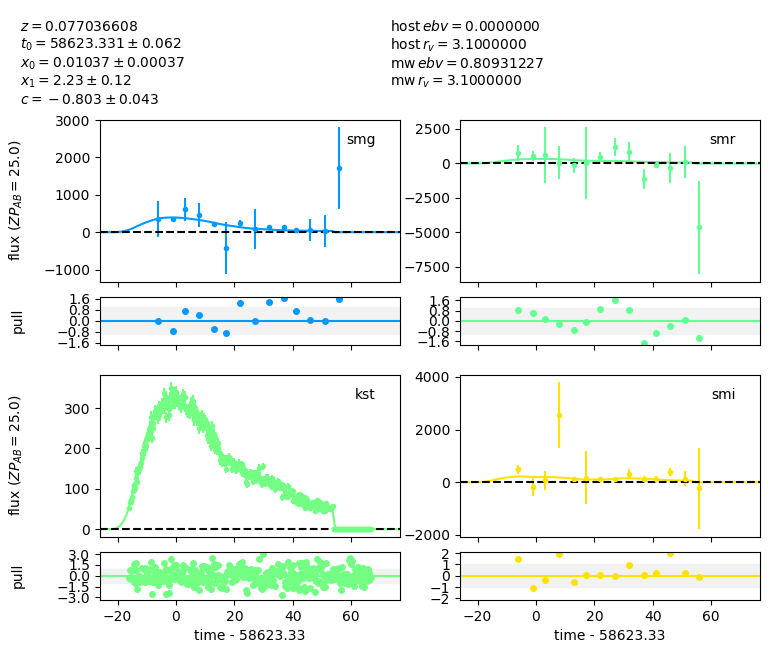 z = 0.077036608
t₀ = 58623.331 ± 0.062
x₀ = 0.01037 ± 0.00037
x₁ = 2.23 ± 0.12
c = −0.803 ± 0.043
host ebv = 0.0000000
host r_v = 3.1000000
mw ebv = 0.80931227
mw r_v = 3.1000000
flux (ZP_AB = 25.0)
3000
2000
1000
0
−1000
smg
2500
0
−2500
−5000
−7500
smr
pull
1.6
0.8
0.0
−0.8
−1.6
1.6
0.8
0.0
−0.8
−1.6
flux (ZP_AB = 25.0)
300
200
100
0
kst
4000
2000
0
−2000
smi
pull
3.0
1.5
0.0
−1.5
−3.0
2
1
0
−1
−2
−20 0 20 40 60
−20 0 20 40 60
time - 58623.33
time - 58623.33